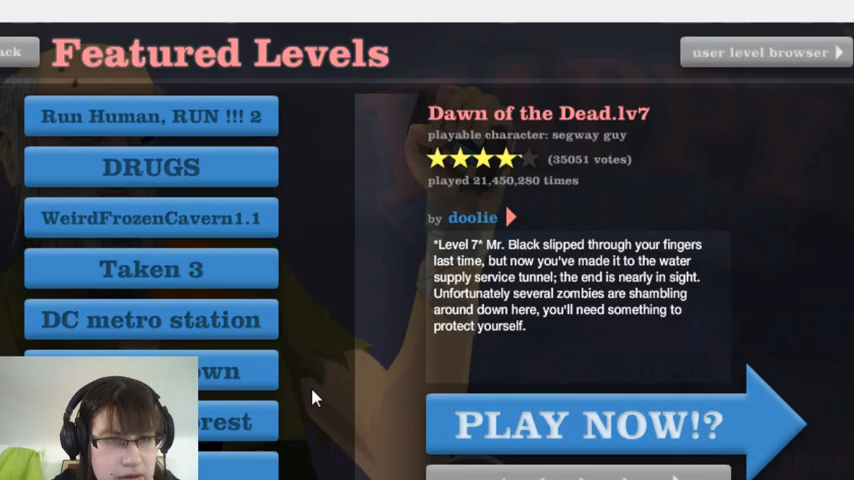 ack
Featured Levels
user level browser
Run Human, RUN !!! 2
DRUGS
WeirdFrozenCavern1.1
Taken 3
DC metro station
own
rest
Dawn of the Dead.lv7
playable character: segway guy
(35051 votes)
played 21,450,280 times
by doolie
*Level 7* Mr. Black slipped through your fingers
last time, but now you've made it to the water
supply service tunnel; the end is nearly in sight.
Unfortunately several zombies are shambling
around down here, you'll need something to
protect yourself.
PLAY NOW!?